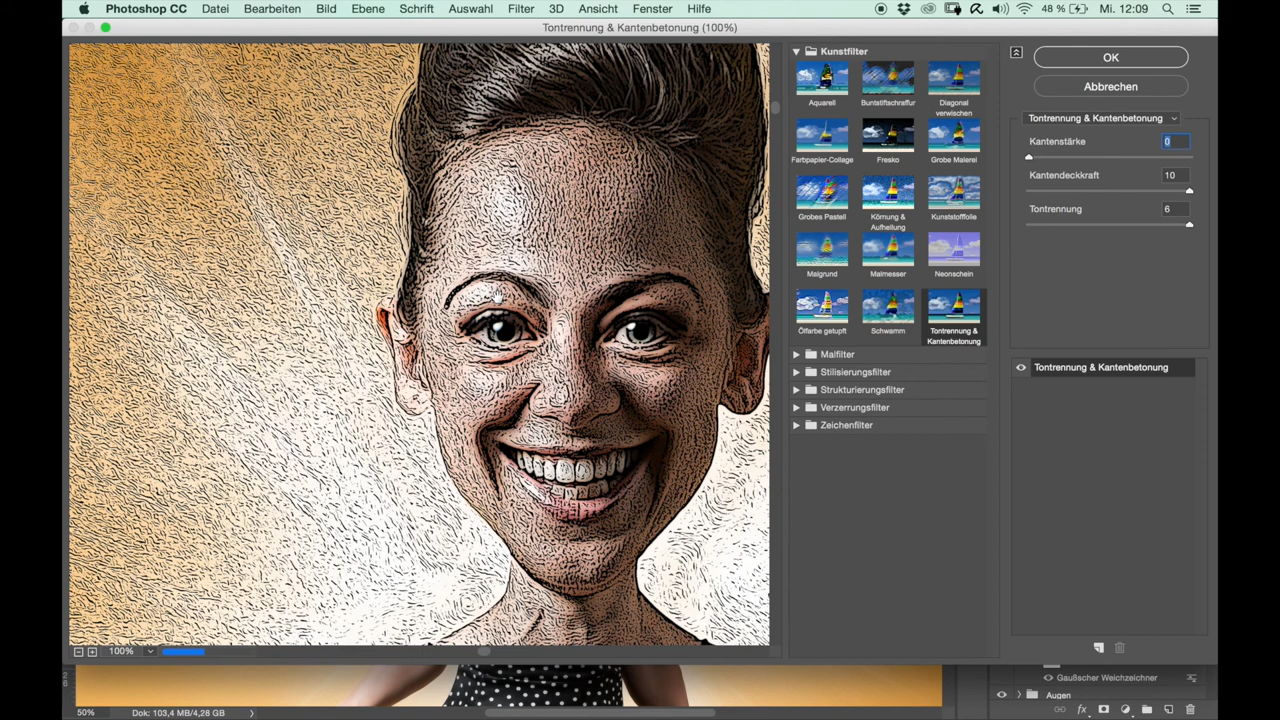 Photoshop CC Datei Bearbeiten Bild Ebene Schrift Auswahl Filter 3D Ansicht Fenster Hilfe 48 % Mi. 12:09
Tontrennung & Kantenbetonung (100%)
Kunstfilter
Aquarell Buntstiftschraffur Diagonal verwischen
Farbpapier-Collage Fresko Grobe Malerei
Grobes Pastell Körnung & Aufhellung Kunststofffolie
Malgrund Malmesser Neonschein
Ölfarbe getupft Schwamm Tontrennung & Kantenbetonung
Malfilter
Stilisierungsfilter
Strukturierungsfilter
Verzerrungsfilter
Zeichenfilter
OK
Abbrechen
Tontrennung & Kantenbetonung
Kantenstärke 0
Kantendeckkraft 10
Tontrennung 6
Tontrennung & Kantenbetonung
100%
2
6
Gaußscher Weichzeichner
Augen
50% Dok: 103,4 MB/4,28 GB
fx